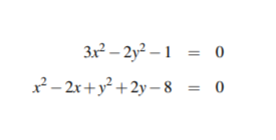 3x² – 2y² – 1 = 0
x² – 2x + y² + 2y – 8 = 0